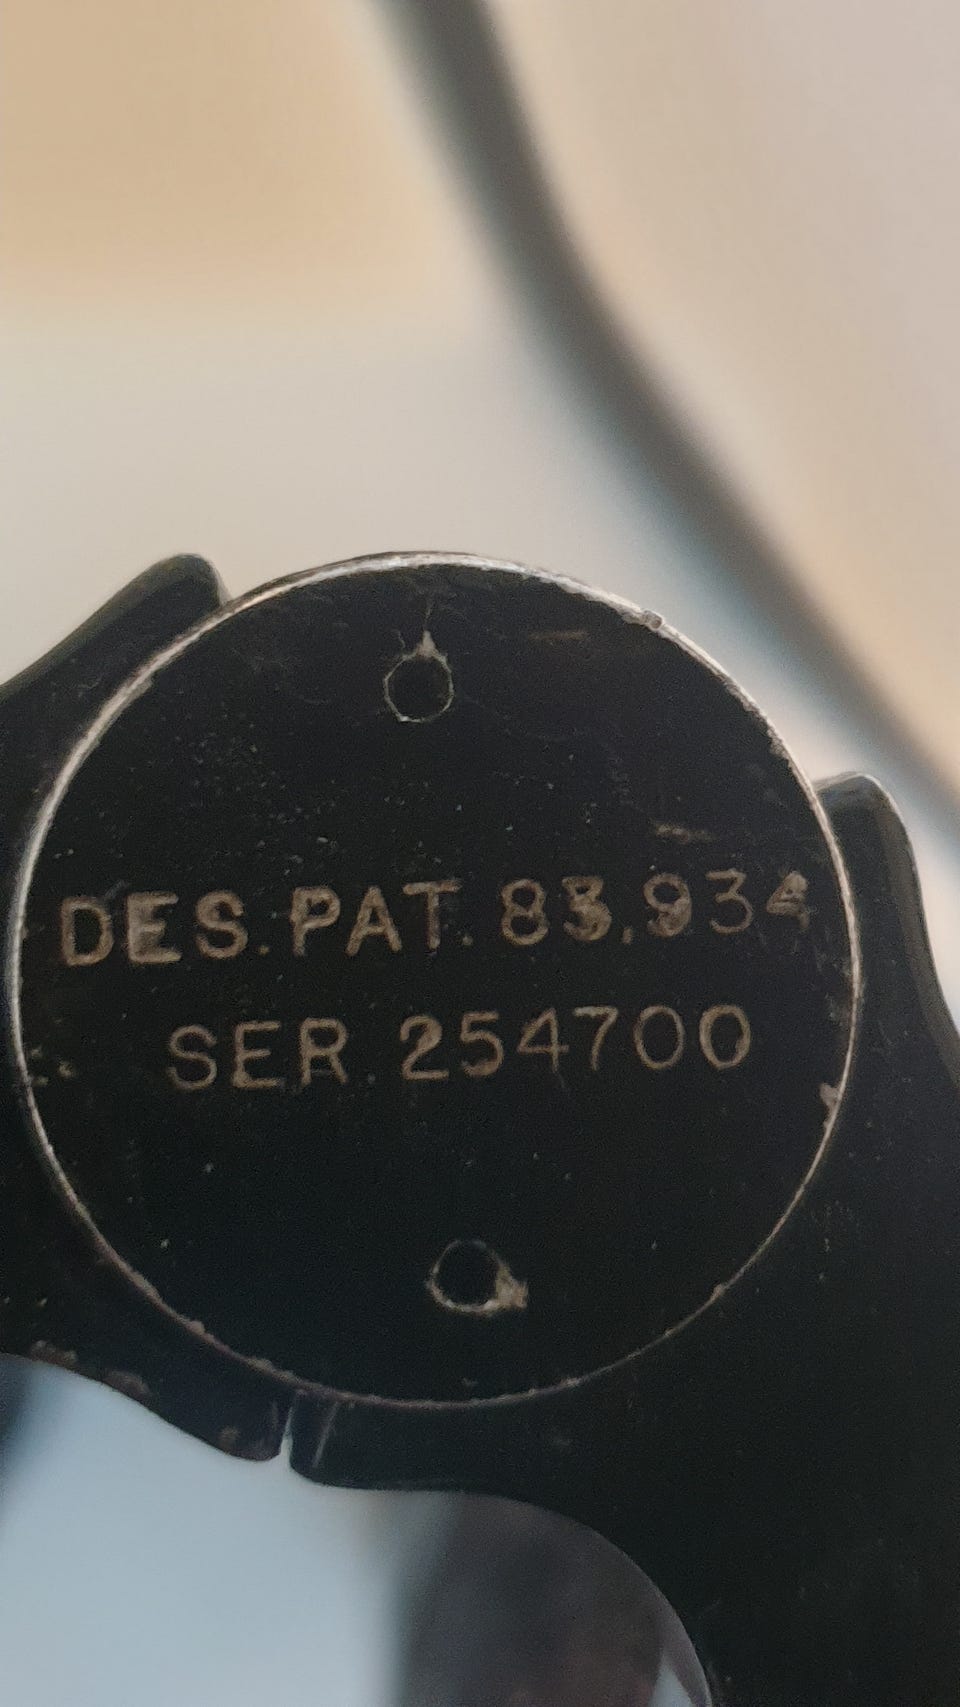 DES. PAT. 83,934
SER. 254700